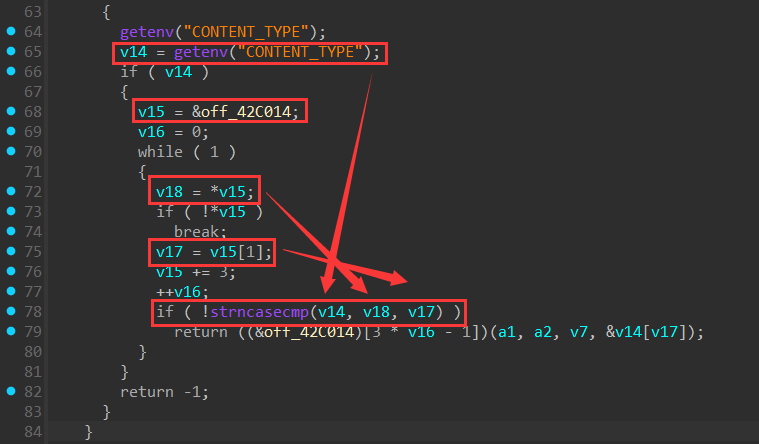 63 {
64 getenv("CONTENT_TYPE");
65 v14 = getenv("CONTENT_TYPE");
66 if ( v14 )
67 {
68 v15 = &off_42C014;
69 v16 = 0;
70 while ( 1 )
71 {
72 v18 = *v15;
73 if ( !*v15 )
74 break;
75 v17 = v15[1];
76 v15 += 3;
77 ++v16;
78 if ( !strncasecmp(v14, v18, v17) )
79 return ((&off_42C014)[3 * v16 - 1])(a1, a2, v7, &v14[v17]);
80 }
81 }
82 return -1;
83 }
84 }